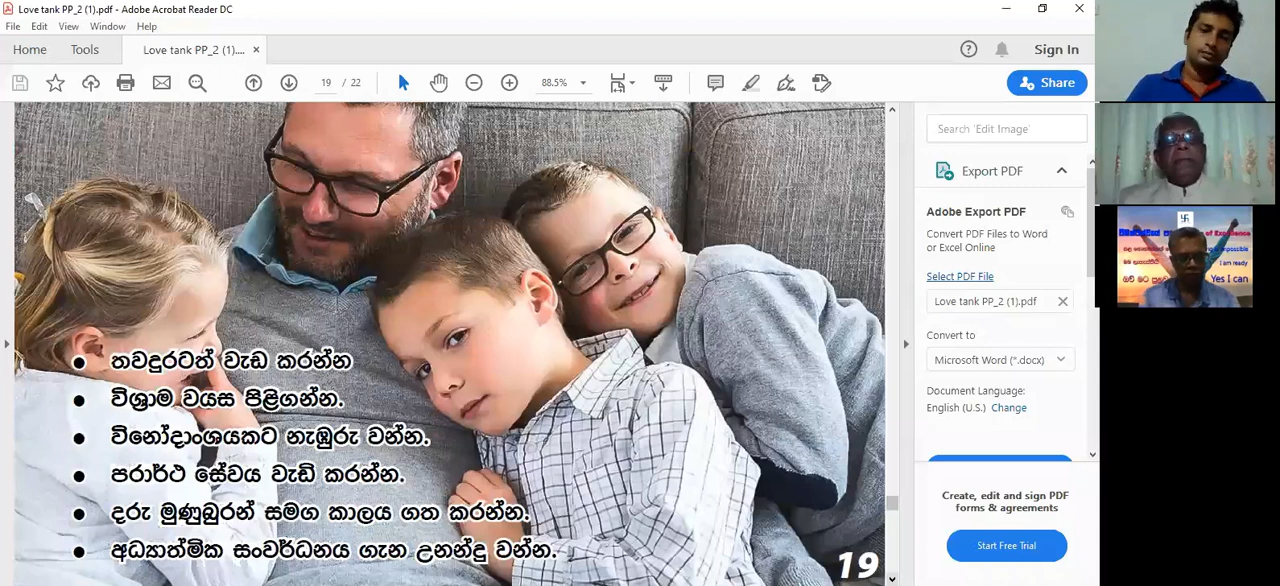 Love tank PP_2 (1).pdf - Adobe Acrobat Reader DC
File Edit View Window Help
Home Tools Love tank PP_2 (1).... × Sign In
19 / 22 88.5% Share
Search 'Edit Image'
Export PDF
Adobe Export PDF
Convert PDF Files to Word
or Excel Online
Select PDF File
Love tank PP_2 (1).pdf
Convert to
Microsoft Word (*.docx)
Document Language:
English (U.S.) Change
Create, edit and sign PDF
forms & agreements
Start Free Trial
• තවදුරටත් වැඩ කරන්න
• විශ්‍රාම වයස පිළිගන්න.
• විනෝදාංශයකට නැඹුරු වන්න.
• පරාර්ථ සේවය වැඩි කරන්න.
• දරු මුණුබුරන් සමග කාලය ගත කරන්න.
• අධ්‍යාත්මික සංවර්ධනය ගැන උනන්දු වන්න.
19
I am ready
Yes I can